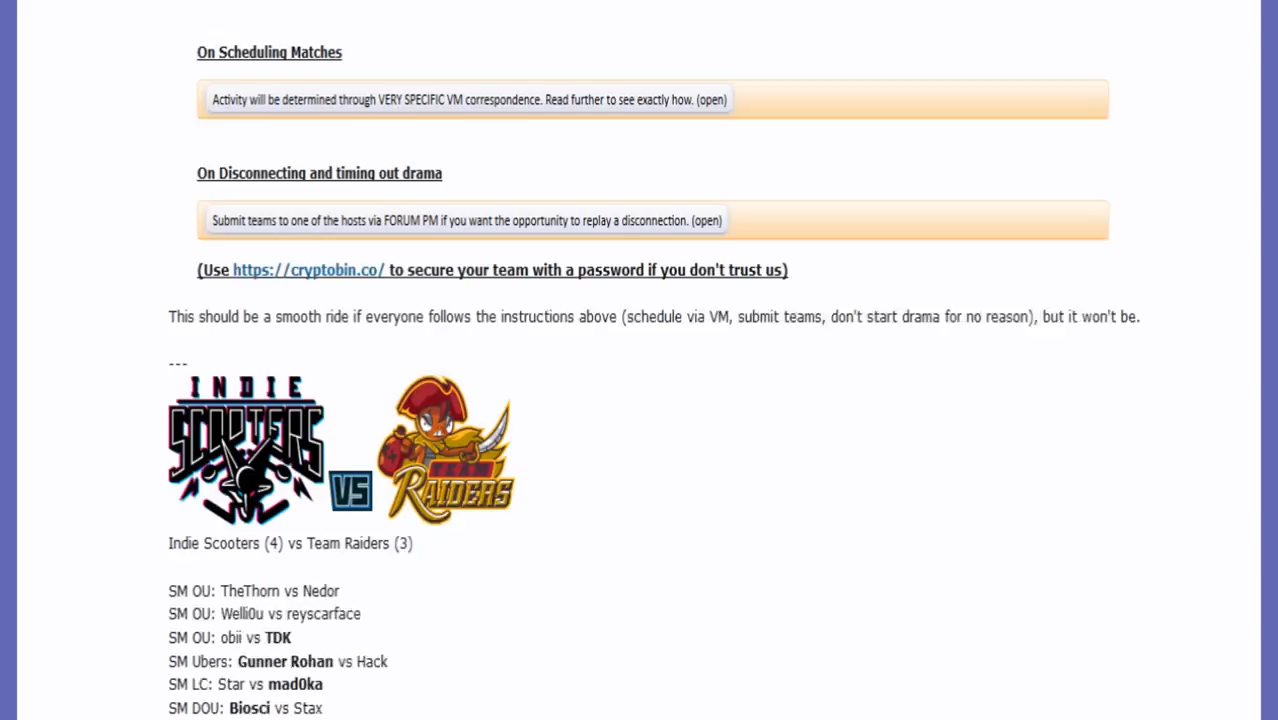 On Scheduling Matches
Activity will be determined through VERY SPECIFIC VM correspondence. Read further to see exactly how. (open)
On Disconnecting and timing out drama
Submit teams to one of the hosts via FORUM PM if you want the opportunity to replay a disconnection. (open)
(Use https://cryptobin.co/ to secure your team with a password if you don't trust us)
This should be a smooth ride if everyone follows the instructions above (schedule via VM, submit teams, don't start drama for no reason), but it won't be.
---
INDIE
SCOOTERS
VS
TEAM
RAIDERS
Indie Scooters (4) vs Team Raiders (3)
SM OU: TheThorn vs Nedor
SM OU: Welli0u vs reyscarface
SM OU: obii vs TDK
SM Ubers: Gunner Rohan vs Hack
SM LC: Star vs mad0ka
SM DOU: Biosci vs Stax